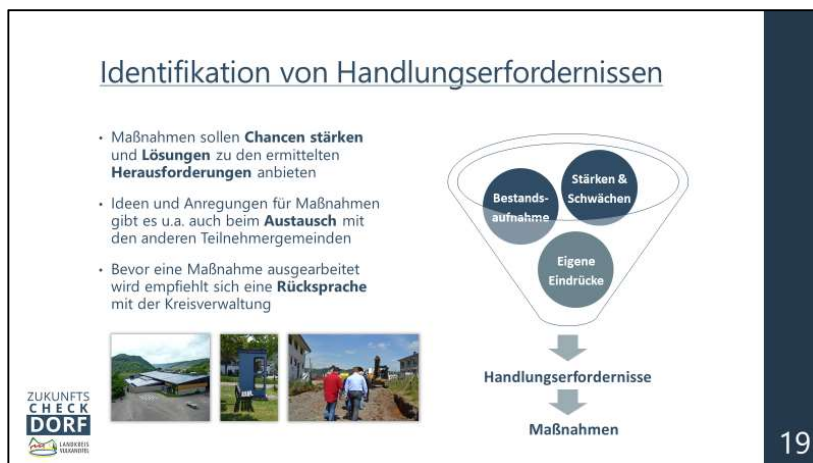 Identifikation von Handlungserfordernissen
• Maßnahmen sollen Chancen stärken
und Lösungen zu den ermittelten
Herausforderungen anbieten
• Ideen und Anregungen für Maßnahmen
gibt es u.a. auch beim Austausch mit
den anderen Teilnehmergemeinden
• Bevor eine Maßnahme ausgearbeitet
wird empfiehlt sich eine Rücksprache
mit der Kreisverwaltung
Bestands-
aufnahme
Stärken &
Schwächen
Eigene
Eindrücke
Handlungserfordernisse
Maßnahmen
ZUKUNFTS
CHECK
DORF
LANDKREIS
VULKANEIFEL
19